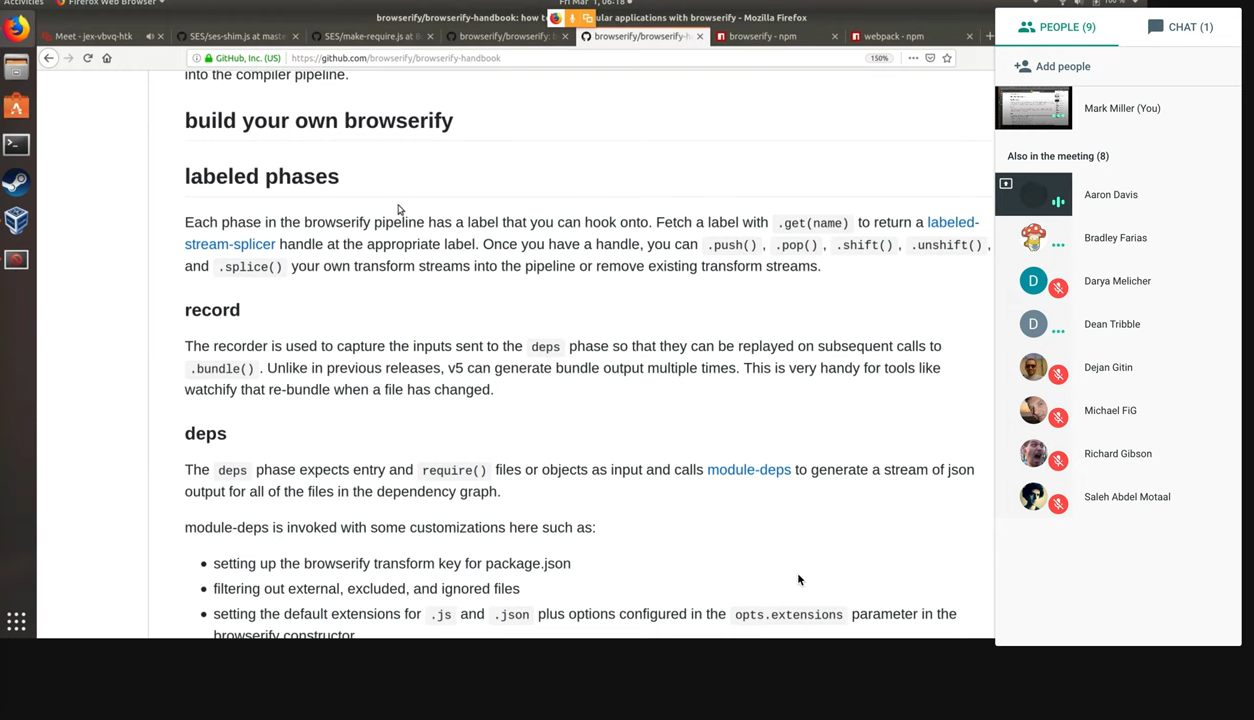 Activities
Firefox Web Browser
Fri Mar 1, 06:18
100 %
browserify/browserify-handbook: how t
ular applications with browserify - Mozilla Firefox
Meet - jex-vbvq-htk
SES/ses-shim.js at maste
SES/make-require.js at 8
browserify/browserify: b
browserify/browserify-h
browserify - npm
webpack - npm
GitHub, Inc. (US)
https://github.com/browserify/browserify-handbook
150%
into the compiler pipeline.
build your own browserify
labeled phases
Each phase in the browserify pipeline has a label that you can hook onto. Fetch a label with .get(name) to return a labeled-
stream-splicer handle at the appropriate label. Once you have a handle, you can .push() , .pop() , .shift() , .unshift() ,
and .splice() your own transform streams into the pipeline or remove existing transform streams.
record
The recorder is used to capture the inputs sent to the deps phase so that they can be replayed on subsequent calls to
.bundle() . Unlike in previous releases, v5 can generate bundle output multiple times. This is very handy for tools like
watchify that re-bundle when a file has changed.
deps
The deps phase expects entry and require() files or objects as input and calls module-deps to generate a stream of json
output for all of the files in the dependency graph.
module-deps is invoked with some customizations here such as:
setting up the browserify transform key for package.json
filtering out external, excluded, and ignored files
setting the default extensions for .js and .json plus options configured in the opts.extensions parameter in the
browserify constructor
PEOPLE (9)
CHAT (1)
Add people
Mark Miller (You)
Also in the meeting (8)
Aaron Davis
Bradley Farias
D
Darya Melicher
D
Dean Tribble
Dejan Gitin
Michael FiG
Richard Gibson
Saleh Abdel Motaal